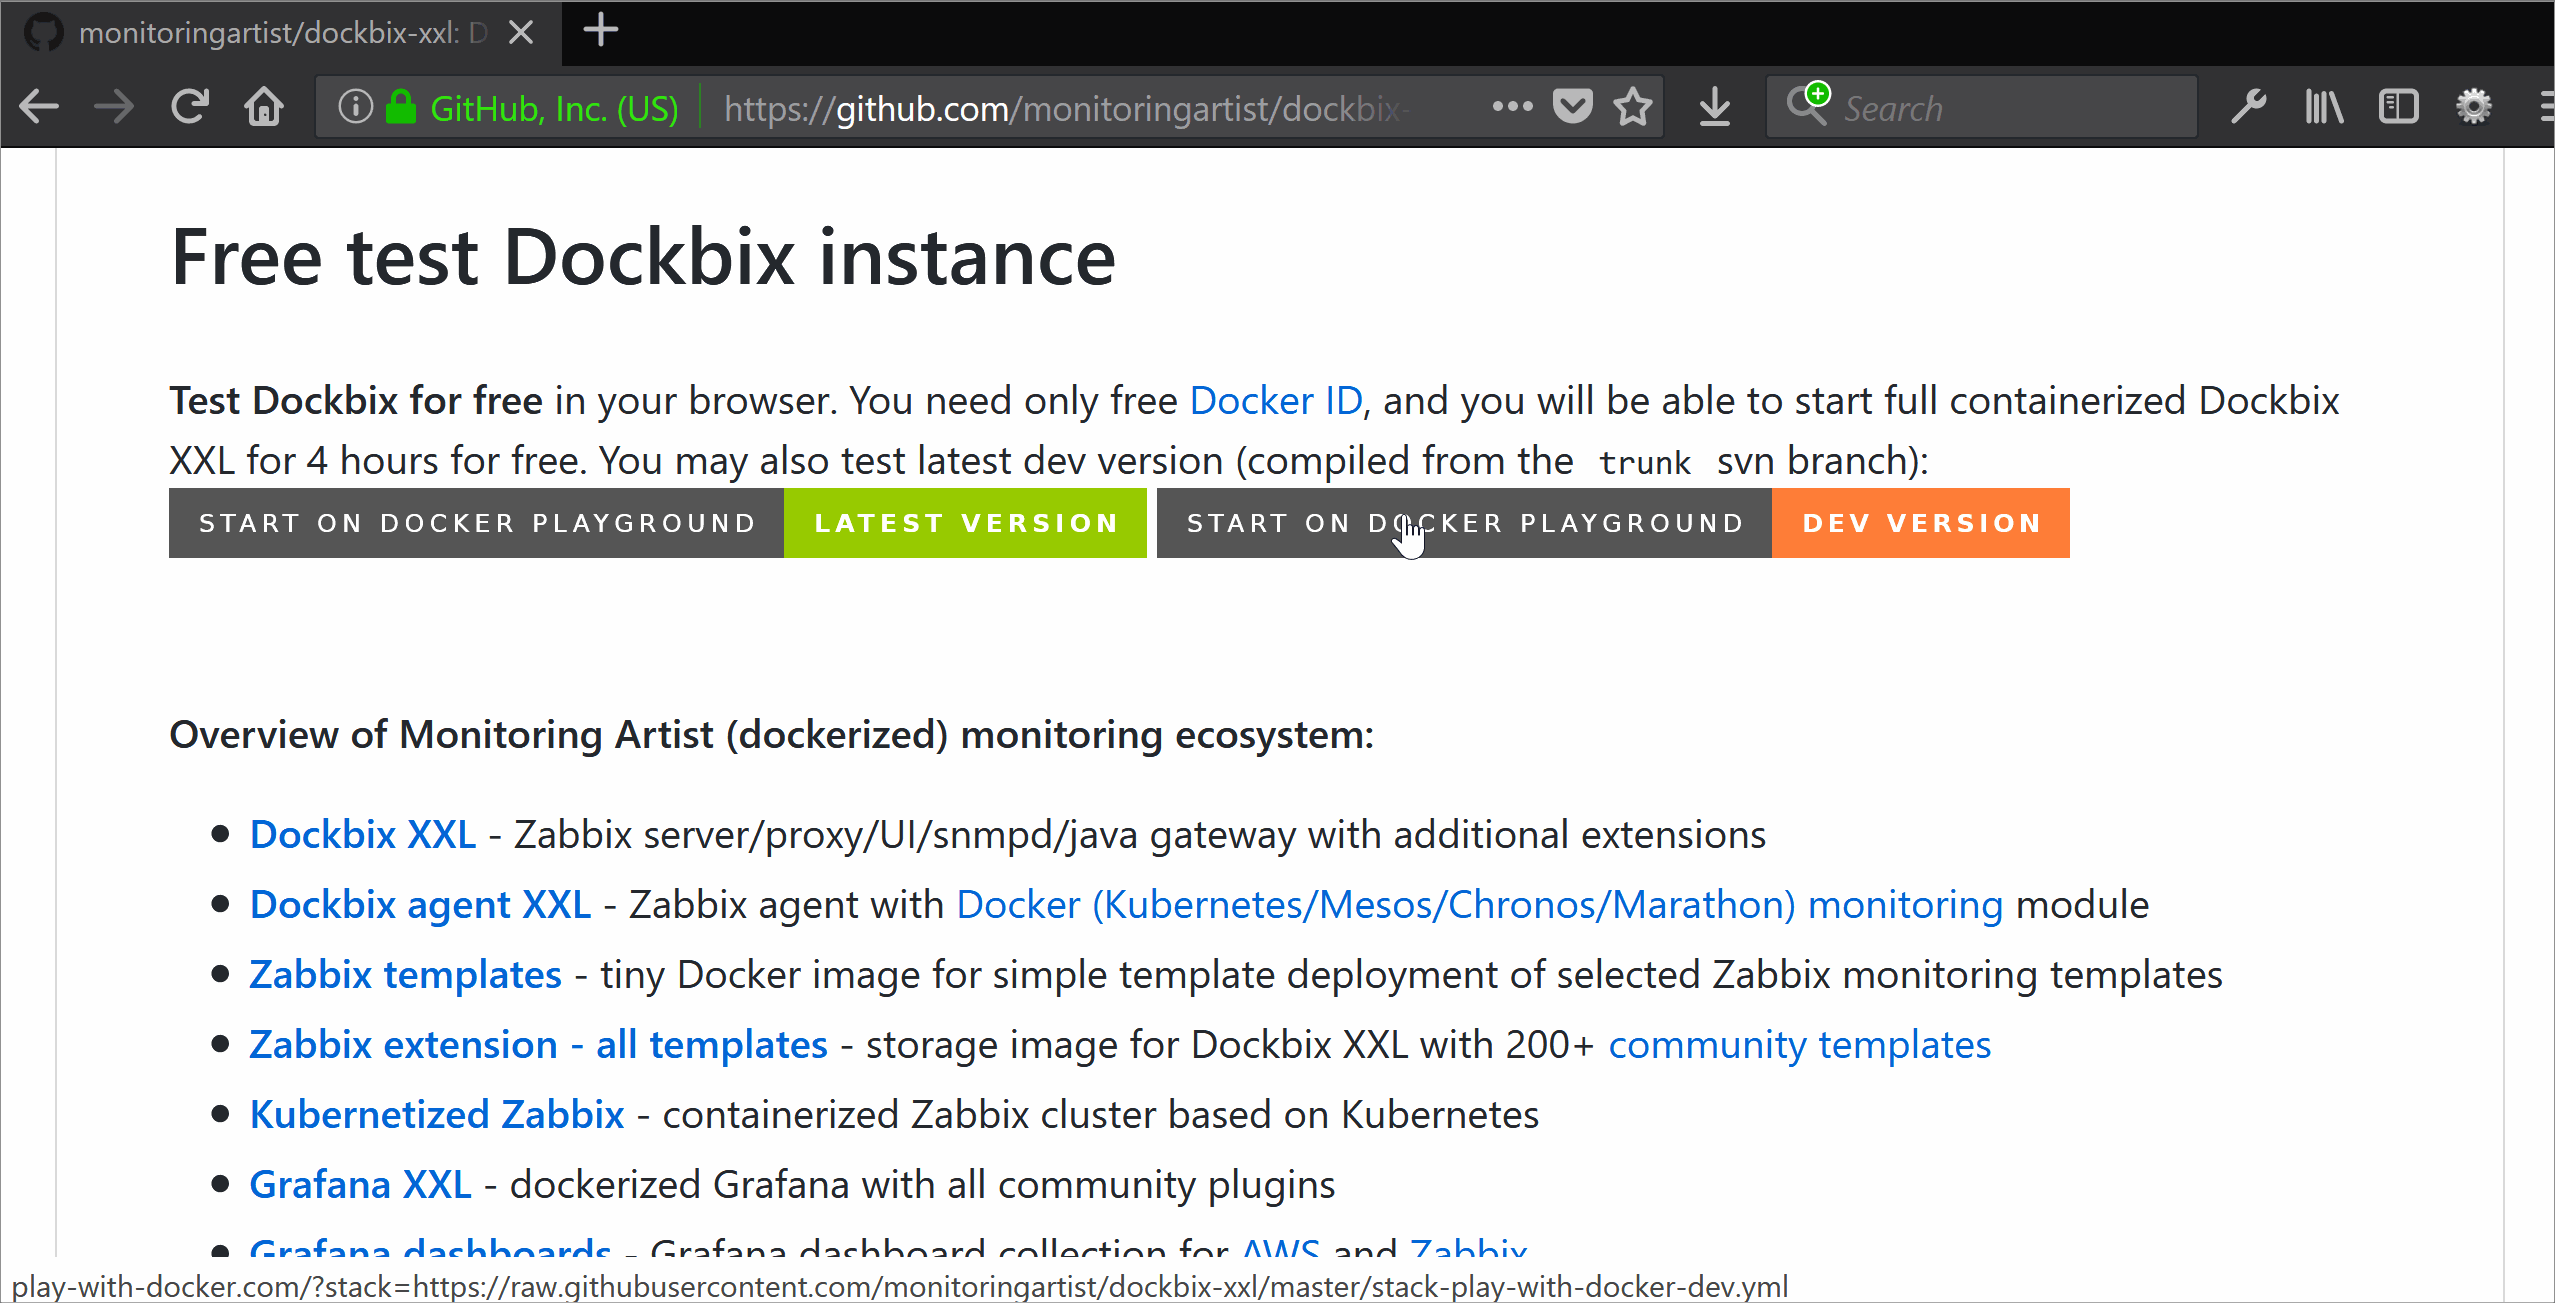 monitoringartist/dockbix-xxl: D
GitHub, Inc. (US) https://github.com/monitoringartist/dockbix- Search
Free test Dockbix instance
Test Dockbix for free in your browser. You need only free Docker ID, and you will be able to start full containerized Dockbix
XXL for 4 hours for free. You may also test latest dev version (compiled from the trunk svn branch):
START ON DOCKER PLAYGROUND LATEST VERSION START ON DOCKER PLAYGROUND DEV VERSION
Overview of Monitoring Artist (dockerized) monitoring ecosystem:
Dockbix XXL - Zabbix server/proxy/UI/snmpd/java gateway with additional extensions
Dockbix agent XXL - Zabbix agent with Docker (Kubernetes/Mesos/Chronos/Marathon) monitoring module
Zabbix templates - tiny Docker image for simple template deployment of selected Zabbix monitoring templates
Zabbix extension - all templates - storage image for Dockbix XXL with 200+ community templates
Kubernetized Zabbix - containerized Zabbix cluster based on Kubernetes
Grafana XXL - dockerized Grafana with all community plugins
Grafana dashboards - Grafana dashboard collection for AWS and Zabbix
play-with-docker.com/?stack=https://raw.githubusercontent.com/monitoringartist/dockbix-xxl/master/stack-play-with-docker-dev.yml